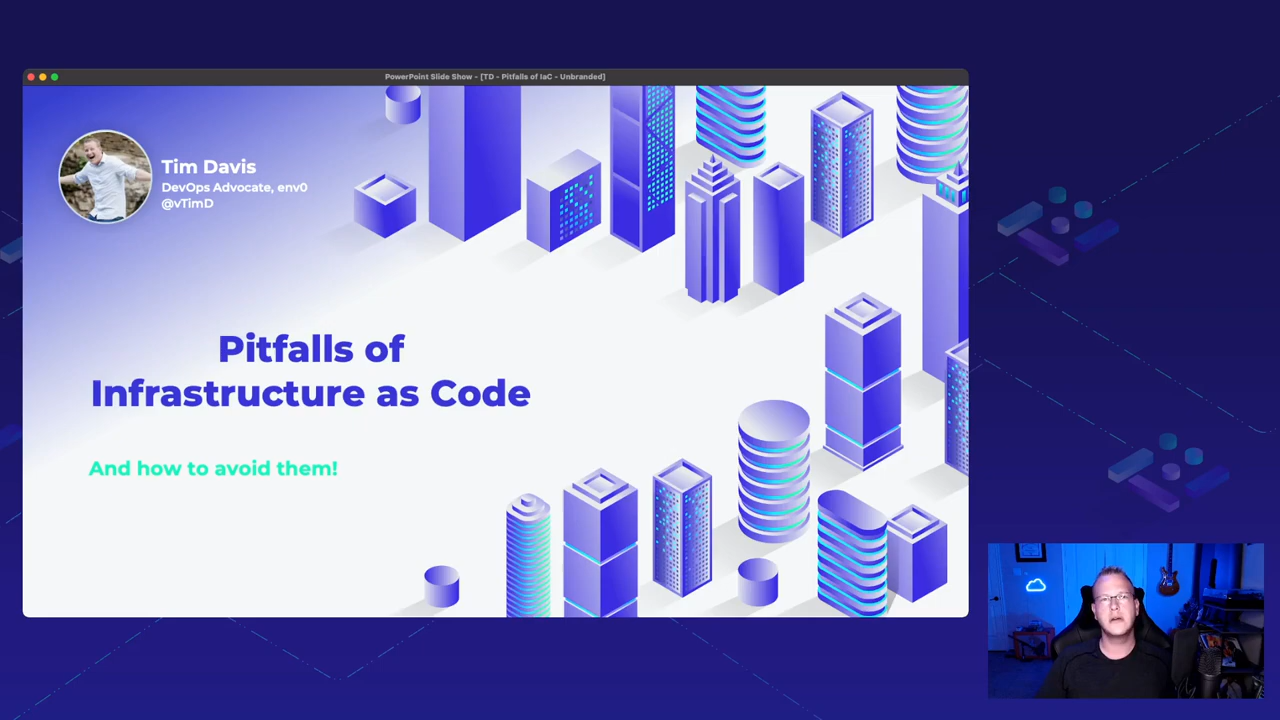 PowerPoint Slide Show - [TD - Pitfalls of IaC - Unbranded]
Tim Davis
DevOps Advocate, env0
@vTimD
Pitfalls of
Infrastructure as Code
And how to avoid them!